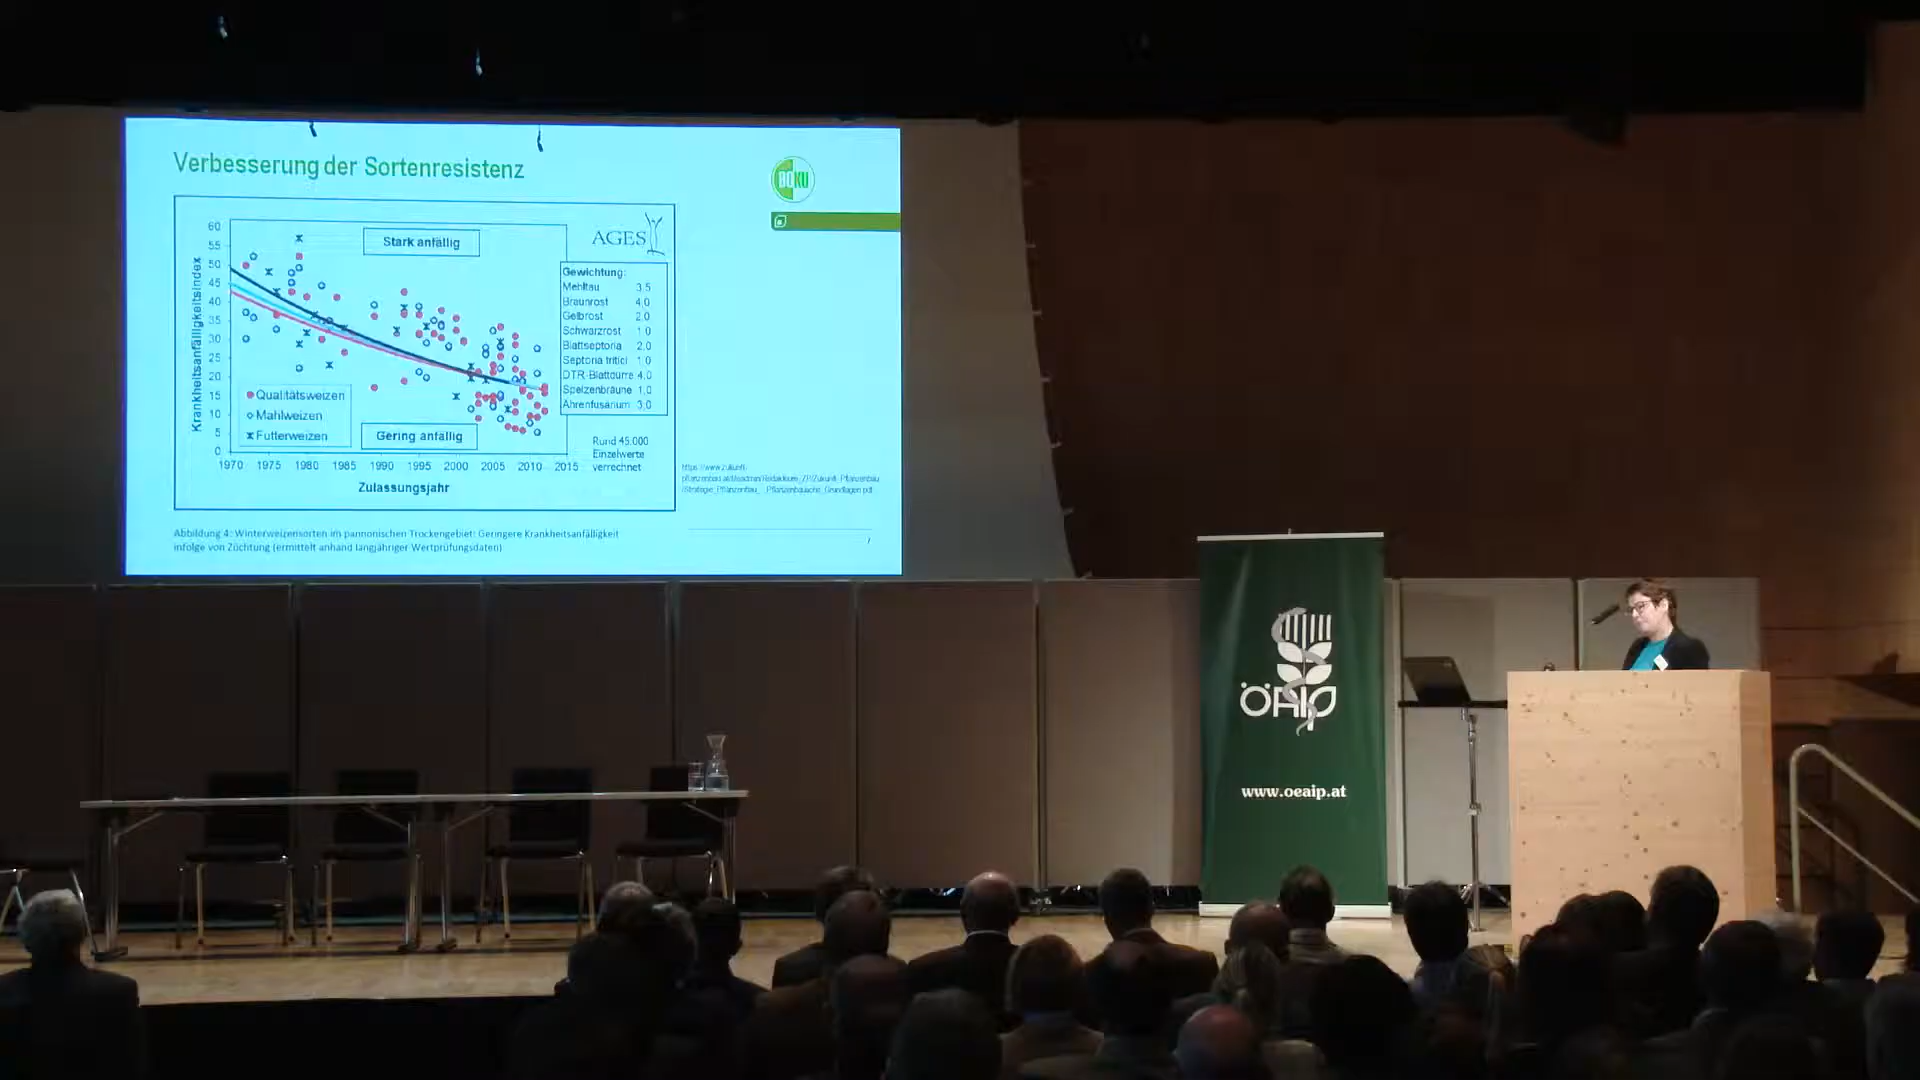 Verbesserung der Sortenresistenz
BOKU
AGES
Stark anfällig
Krankheitsanfälligkeitsindex
60
55
50
45
40
35
30
25
20
15
10
5
0
Gewichtung:
Mehltau 3.5
Braunrost 4.0
Gelbrost 2.0
Schwarzrost 1.0
Blattseptoria 2.0
Septoria tritici 1.0
DTR-Blattdürre 4.0
Spelzenbräune 1.0
Ährenfusarium 3.0
Qualitätsweizen
Mahlweizen
Futterweizen
Gering anfällig
Rund 45.000
Einzelwerte
verrechnet
1970 1975 1980 1985 1990 1995 2000 2005 2010 2015
Zulassungsjahr
Abbildung 4: Winterweizensorten im pannonischen Trockengebiet: Geringere Krankheitsanfälligkeit
infolge von Züchtung (ermittelt anhand langjähriger Wertprüfungsdaten)
7
ÖAIP
www.oeaip.at